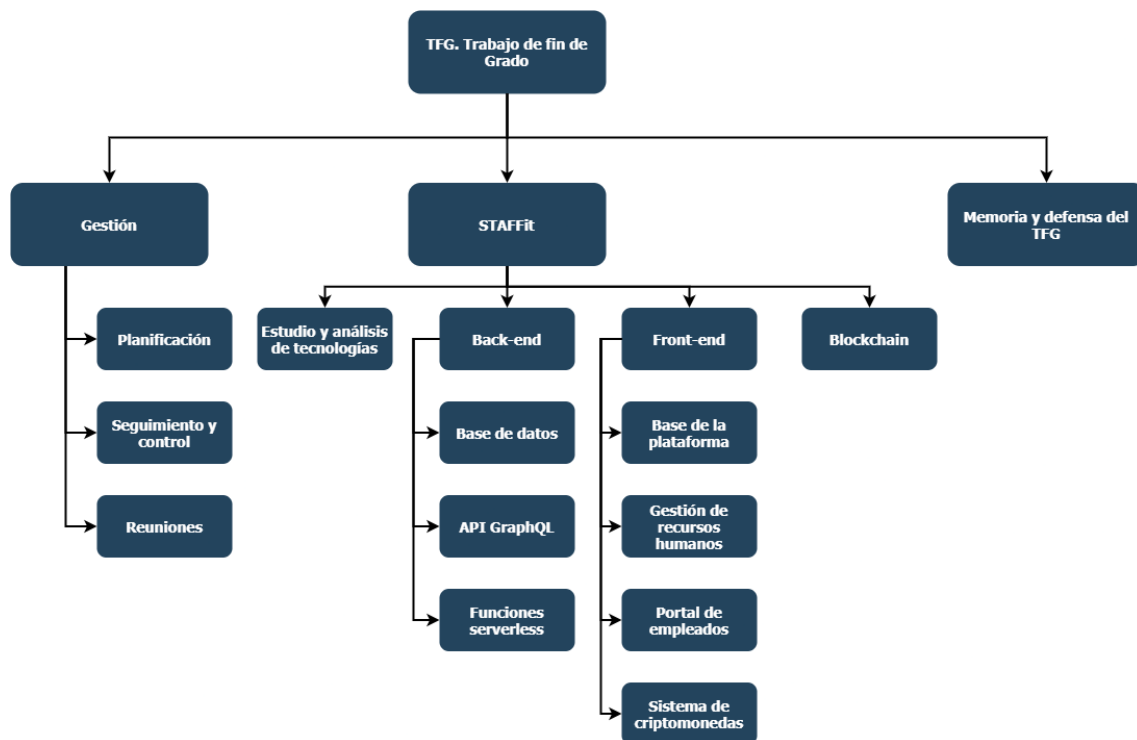 TFG. Trabajo de fin de
Grado
Gestión
STAFFit
Memoria y defensa del
TFG
Planificación
Estudio y análisis
de tecnologías
Back-end
Front-end
Blockchain
Seguimiento y
control
Base de datos
Base de la
plataforma
Reuniones
API GraphQL
Gestión de
recursos
humanos
Funciones
serverless
Portal de
empleados
Sistema de
criptomonedas